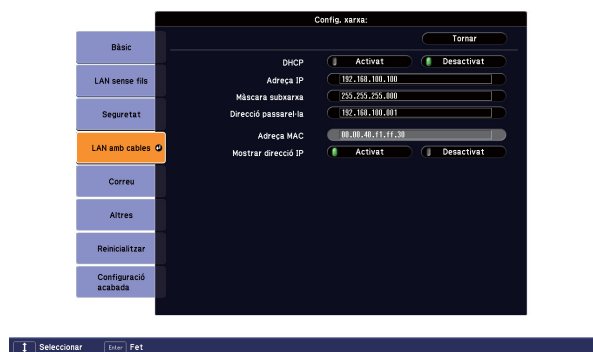 Config. xarxa:
Tornar
Bàsic
LAN sense fils
Seguretat
LAN amb cables
Correu
Altres
Reinicialitzar
Configuració
acabada
DHCP Activat Desactivat
Adreça IP 192.168.100.100
Màscara subxarxa 255.255.255.000
Direcció passarel·la 192.168.100.001
Adreça MAC 00.00.48.f1.ff.38
Mostrar direcció IP Activat Desactivat
Seleccionar Enter Fet